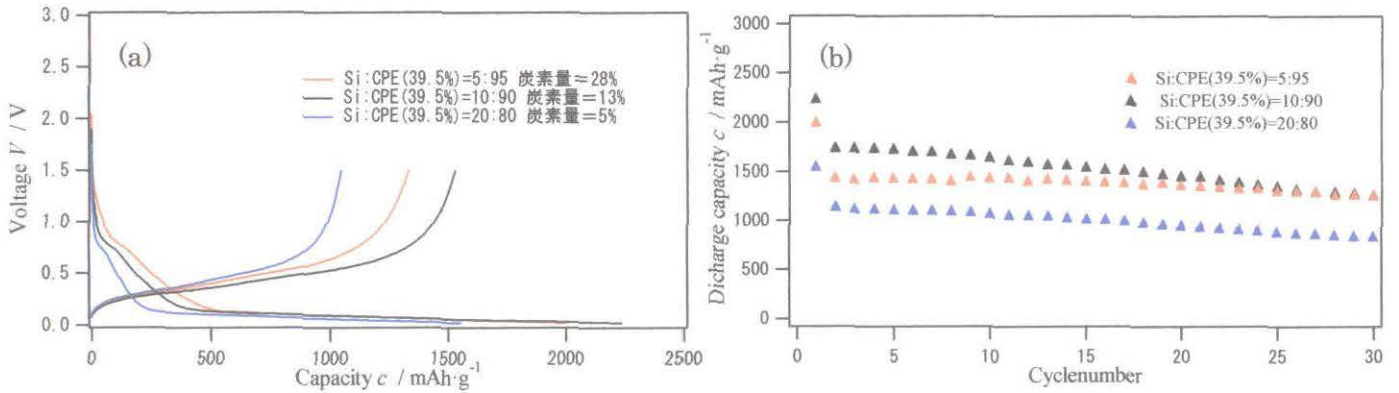 (a)
3.0
2.5
2.0
1.5
1.0
0.5
0.0
Voltage V / V
Si:CPE(39.5%)=5:95 炭素量=28%
Si:CPE(39.5%)=10:90 炭素量=13%
Si:CPE(39.5%)=20:80 炭素量=5%
0 500 1000 1500 2000 2500
Capacity c / mAh·g-1
(b)
3000
2500
2000
1500
1000
500
0
Dicharge capacity c / mAh·g-1
Si:CPE(39.5%)=5:95
Si:CPE(39.5%)=10:90
Si:CPE(39.5%)=20:80
0 5 10 15 20 25 30
Cyclenumber